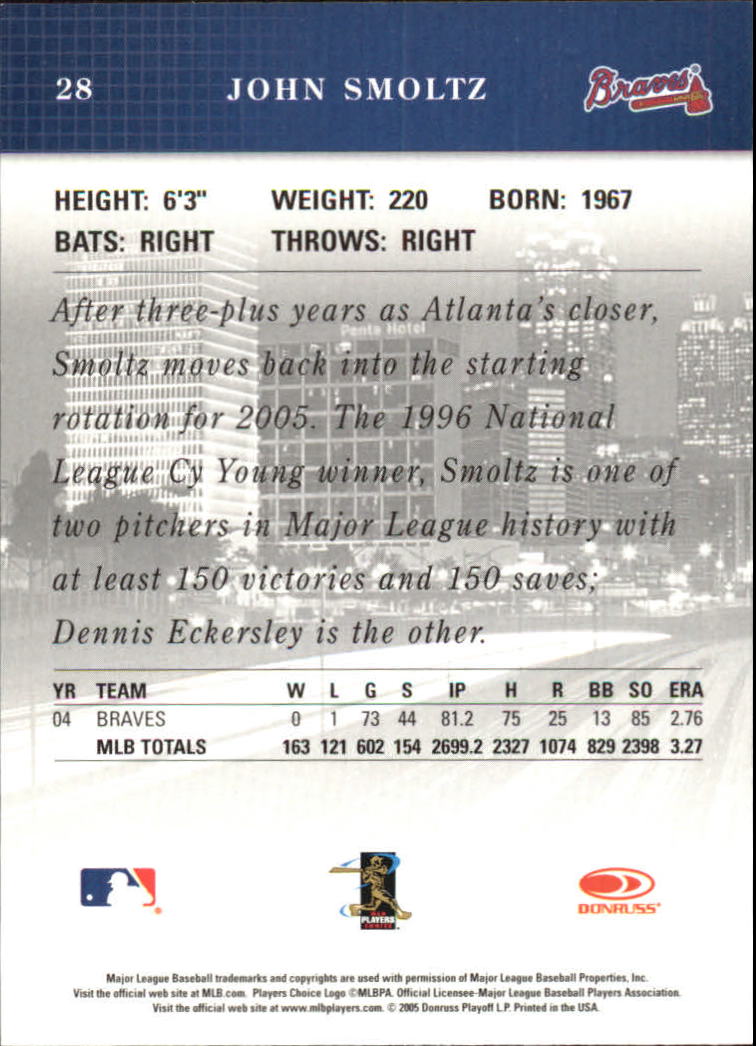 28 JOHN SMOLTZ Braves
HEIGHT: 6'3" WEIGHT: 220 BORN: 1967
BATS: RIGHT THROWS: RIGHT
After three-plus years as Atlanta's closer,
Penta Hotel
Smoltz moves back into the starting
rotation for 2005. The 1996 National
League Cy Young winner, Smoltz is one of
two pitchers in Major League history with
at least 150 victories and 150 saves;
Dennis Eckersley is the other.
YR TEAM W L G S IP H R BB SO ERA
04 BRAVES 0 1 73 44 81.2 75 25 13 85 2.76
MLB TOTALS 163 121 602 154 2699.2 2327 1074 829 2398 3.27
PLAYERS
CHOICE
DONRUSS
Major League Baseball trademarks and copyrights are used with permission of Major League Baseball Properties, Inc.
Visit the official web site at MLB.com. Players Choice Logo ©MLBPA. Official Licensee-Major League Baseball Players Association.
Visit the official web site at www.mlbplayers.com. © 2005 Donruss Playoff L.P. Printed in the USA.